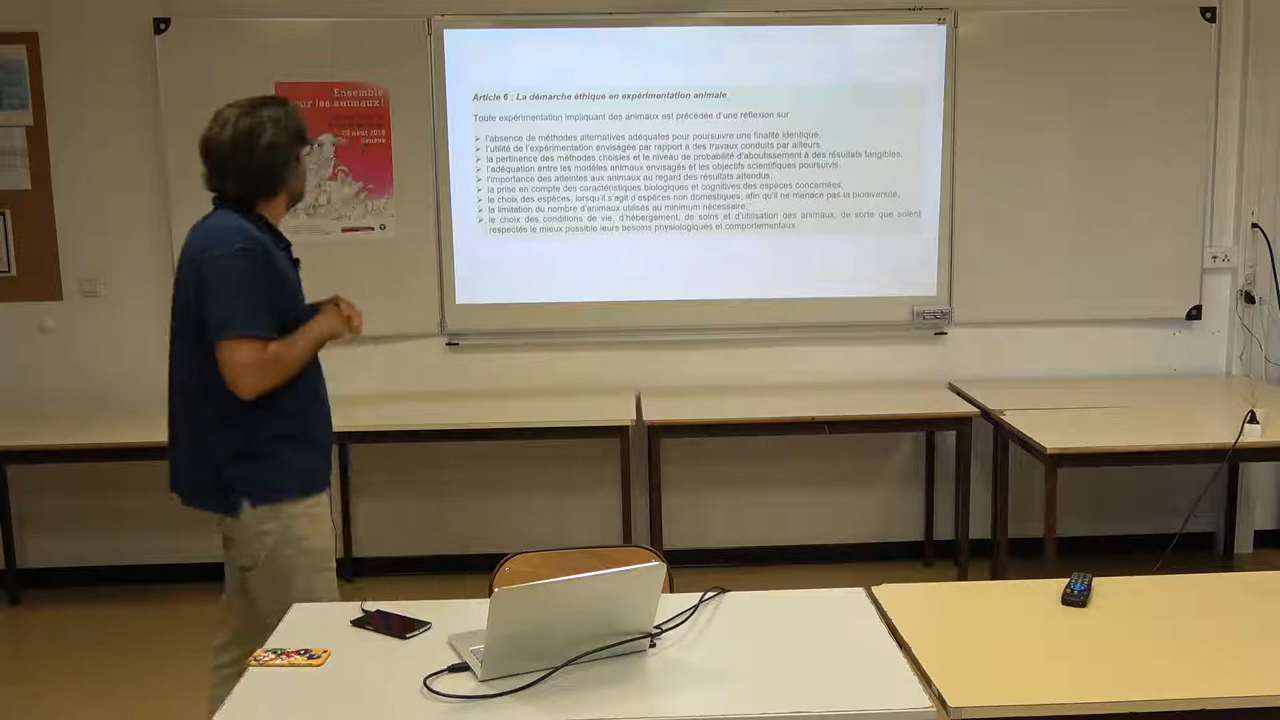 Ensemble
pour les animaux!
2018
Genève
Article 6 : La démarche éthique en expérimentation animale
Toute expérimentation impliquant des animaux est précédée d'une réflexion sur
➢ l'absence de méthodes alternatives adéquates pour poursuivre une finalité identique,
➢ l'utilité de l'expérimentation envisagée par rapport à des travaux conduits par ailleurs,
➢ la pertinence des méthodes choisies et le niveau de probabilité d'aboutissement à des résultats tangibles,
➢ l'adéquation entre les modèles animaux envisagés et les objectifs scientifiques poursuivis,
➢ l'importance des atteintes aux animaux au regard des résultats attendus,
➢ la prise en compte des caractéristiques biologiques et cognitives des espèces concernées,
➢ le choix des espèces, lorsqu'il s'agit d'espèces non domestiques, afin qu'il ne menace pas la biodiversité,
➢ la limitation du nombre d'animaux utilisés au minimum nécessaire,
➢ le choix des conditions de vie, d'hébergement, de soins et d'utilisation des animaux, de sorte que soient
respectés le mieux possible leurs besoins physiologiques et comportementaux